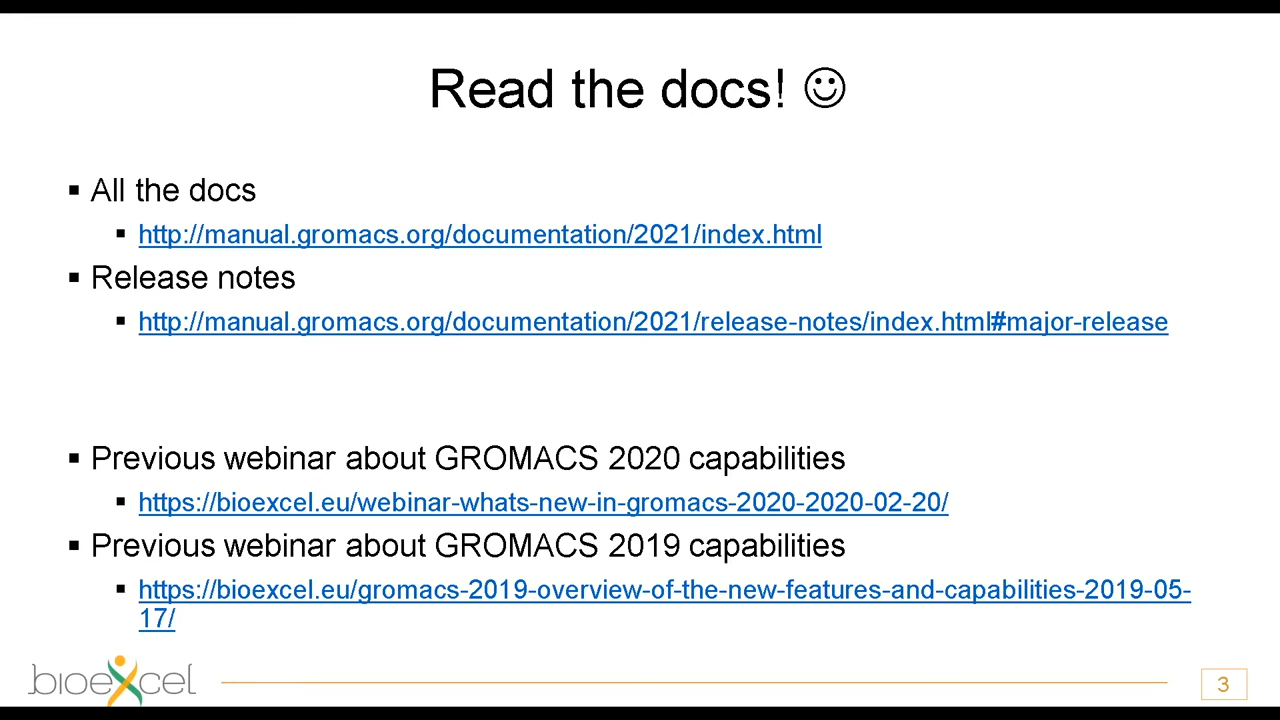 Read the docs! ☺
▪ All the docs
▪ http://manual.gromacs.org/documentation/2021/index.html
▪ Release notes
▪ http://manual.gromacs.org/documentation/2021/release-notes/index.html#major-release
▪ Previous webinar about GROMACS 2020 capabilities
▪ https://bioexcel.eu/webinar-whats-new-in-gromacs-2020-2020-02-20/
▪ Previous webinar about GROMACS 2019 capabilities
▪ https://bioexcel.eu/gromacs-2019-overview-of-the-new-features-and-capabilities-2019-05-
17/
bioexcel
3